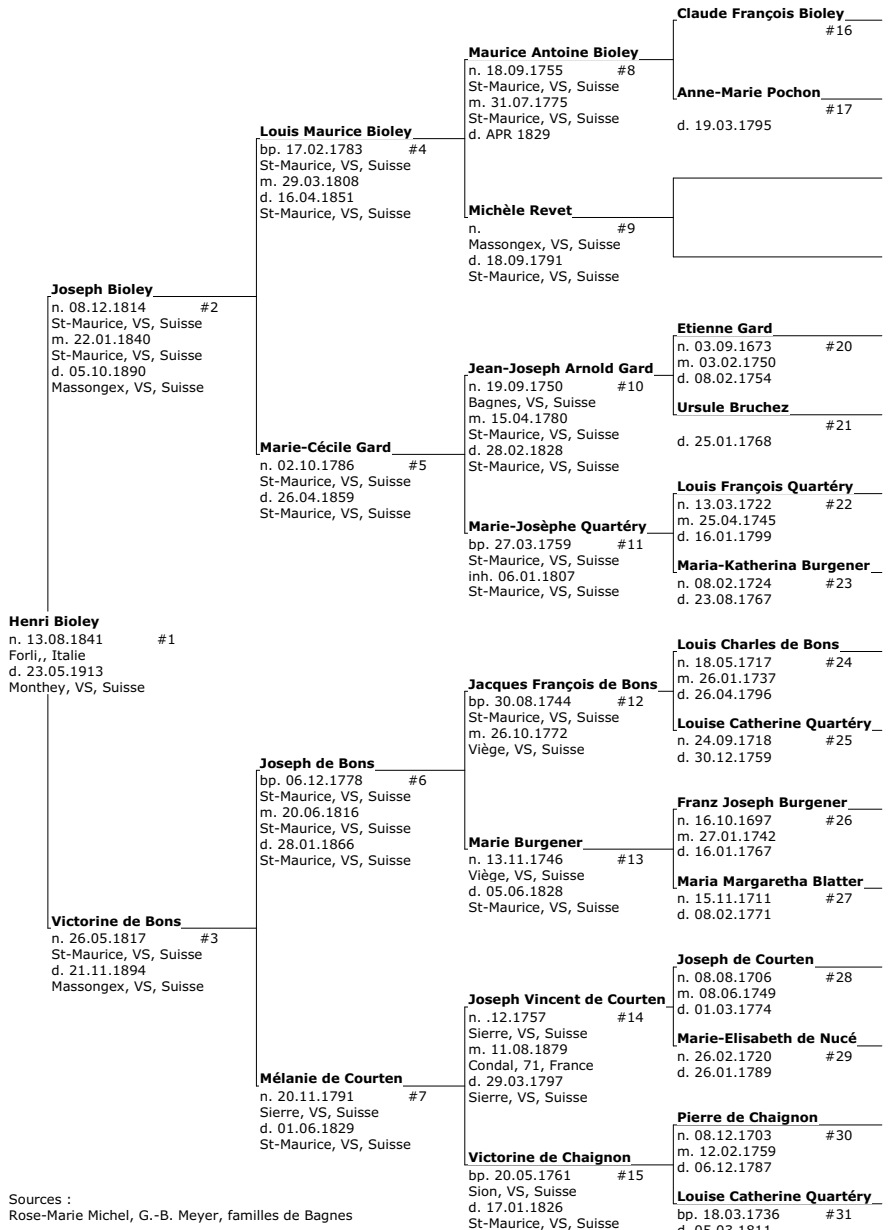 Claude François Bioley
#16
Maurice Antoine Bioley
n. 18.09.1755 #8
St-Maurice, VS, Suisse
m. 31.07.1775
St-Maurice, VS, Suisse
d. APR 1829
Anne-Marie Pochon
#17
d. 19.03.1795
Louis Maurice Bioley
bp. 17.02.1783 #4
St-Maurice, VS, Suisse
m. 29.03.1808
d. 16.04.1851
St-Maurice, VS, Suisse
Michèle Revet
n. #9
Massongex, VS, Suisse
d. 18.09.1791
St-Maurice, VS, Suisse
Joseph Bioley
n. 08.12.1814 #2
St-Maurice, VS, Suisse
m. 22.01.1840
St-Maurice, VS, Suisse
d. 05.10.1890
Massongex, VS, Suisse
Etienne Gard
n. 03.09.1673 #20
m. 03.02.1750
d. 08.02.1754
Jean-Joseph Arnold Gard
n. 19.09.1750 #10
Bagnes, VS, Suisse
m. 15.04.1780
St-Maurice, VS, Suisse
d. 28.02.1828
St-Maurice, VS, Suisse
Ursule Bruchez
#21
d. 25.01.1768
Marie-Cécile Gard
n. 02.10.1786 #5
St-Maurice, VS, Suisse
d. 26.04.1859
St-Maurice, VS, Suisse
Louis François Quartéry
n. 13.03.1722 #22
m. 25.04.1745
d. 16.01.1799
Marie-Josèphe Quartéry
bp. 27.03.1759 #11
St-Maurice, VS, Suisse
inh. 06.01.1807
St-Maurice, VS, Suisse
Maria-Katherina Burgener
n. 08.02.1724 #23
d. 23.08.1767
Henri Bioley
n. 13.08.1841 #1
Forli,, Italie
d. 23.05.1913
Monthey, VS, Suisse
Louis Charles de Bons
n. 18.05.1717 #24
m. 26.01.1737
d. 26.04.1796
Jacques François de Bons
bp. 30.08.1744 #12
St-Maurice, VS, Suisse
m. 26.10.1772
Viège, VS, Suisse
Louise Catherine Quartéry
n. 24.09.1718 #25
d. 30.12.1759
Joseph de Bons
bp. 06.12.1778 #6
St-Maurice, VS, Suisse
m. 20.06.1816
St-Maurice, VS, Suisse
d. 28.01.1866
St-Maurice, VS, Suisse
Franz Joseph Burgener
n. 16.10.1697 #26
m. 27.01.1742
d. 16.01.1767
Marie Burgener
n. 13.11.1746 #13
Viège, VS, Suisse
d. 05.06.1828
St-Maurice, VS, Suisse
Maria Margaretha Blatter
n. 15.11.1711 #27
d. 08.02.1771
Victorine de Bons
n. 26.05.1817 #3
St-Maurice, VS, Suisse
d. 21.11.1894
Massongex, VS, Suisse
Joseph de Courten
n. 08.08.1706 #28
m. 08.06.1749
d. 01.03.1774
Joseph Vincent de Courten
n. .12.1757 #14
Sierre, VS, Suisse
m. 11.08.1879
Condal, 71, France
d. 29.03.1797
Sierre, VS, Suisse
Marie-Elisabeth de Nucé
n. 26.02.1720 #29
d. 26.01.1789
Mélanie de Courten
n. 20.11.1791 #7
Sierre, VS, Suisse
d. 01.06.1829
St-Maurice, VS, Suisse
Pierre de Chaignon
n. 08.12.1703 #30
m. 12.02.1759
d. 06.12.1787
Victorine de Chaignon
bp. 20.05.1761 #15
Sion, VS, Suisse
d. 17.01.1826
St-Maurice, VS, Suisse
Louise Catherine Quartéry
bp. 18.03.1736 #31
d. 05.03.1811
Sources :
Rose-Marie Michel, G.-B. Meyer, familles de Bagnes